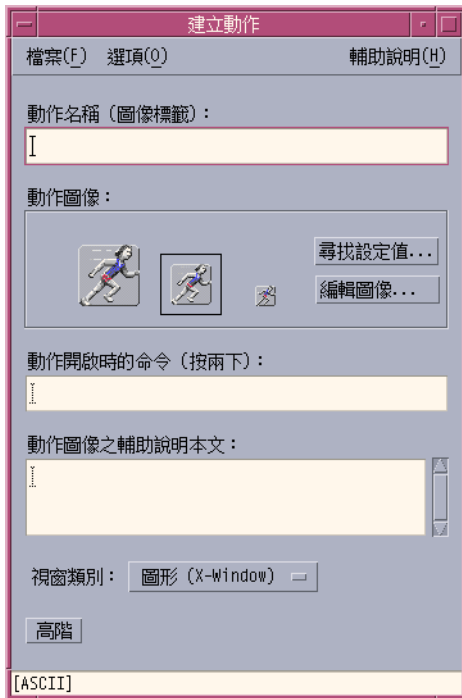 建立動作
檔案(F) 選項(O) 輔助說明(H)
動作名稱 (圖像標籤)：
動作圖像：
尋找設定值...
編輯圖像...
動作開啟時的命令 (按兩下)：
動作圖像之輔助說明本文：
視窗類別： 圖形 (X-Window)
高階
[ASCII]